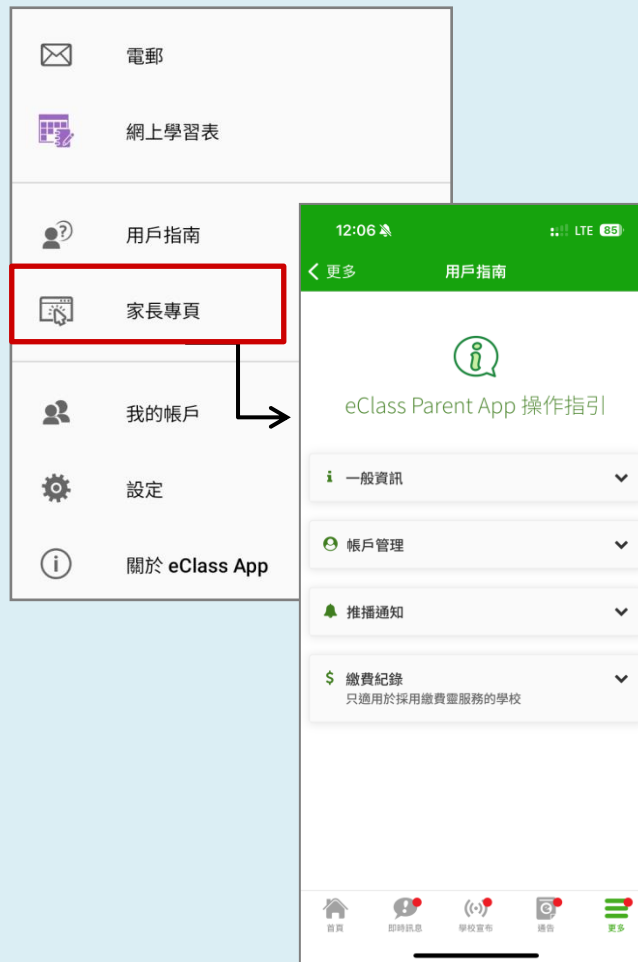 電郵
網上學習表
用戶指南
家長專頁
我的帳戶
設定
關於 eClass App
12:06
LTE 85
更多
用戶指南
eClass Parent App 操作指引
一般資訊
帳戶管理
推播通知
繳費紀錄
只適用於採用繳費靈服務的學校
首頁
即時訊息
學校宣布
通告
更多